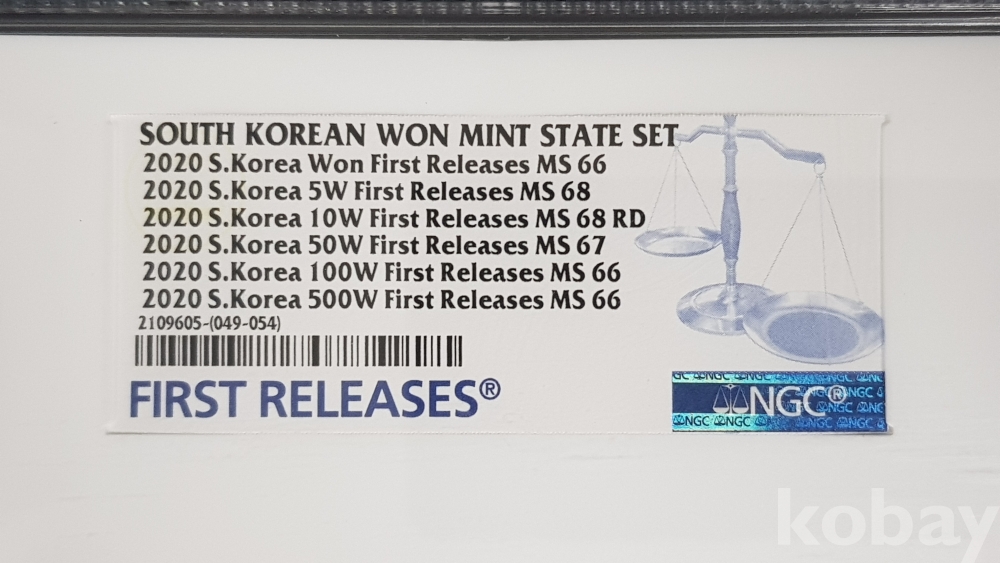 SOUTH KOREAN WON MINT STATE SET
2020 S.Korea Won First Releases MS 66
2020 S.Korea 5W First Releases MS 68
2020 S.Korea 10W First Releases MS 68 RD
2020 S.Korea 50W First Releases MS 67
2020 S.Korea 100W First Releases MS 66
2020 S.Korea 500W First Releases MS 66
2109605-(049-054)
FIRST RELEASES®
NGC®
kobay